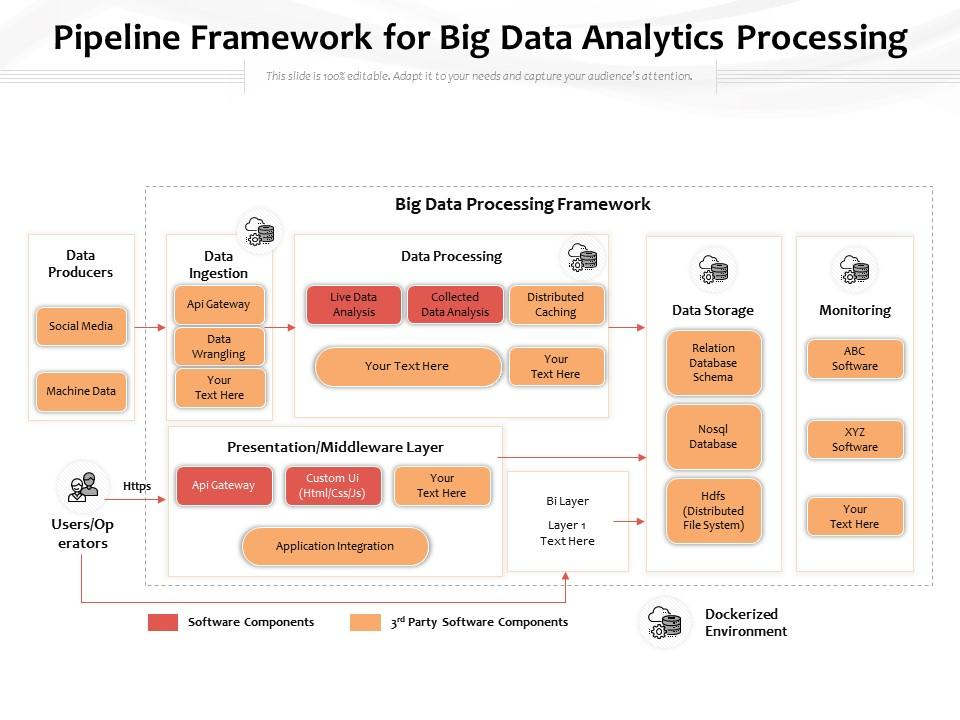 Pipeline Framework for Big Data Analytics Processing
This slide is 100% editable. Adapt it to your needs and capture your audience's attention.
Big Data Processing Framework
Data
Producers
Social Media
Machine Data
Data
Ingestion
Api Gateway
Data
Wrangling
Your
Text Here
Data Processing
Live Data
Analysis
Collected
Data Analysis
Distributed
Caching
Your Text Here
Your
Text Here
Data Storage
Relation
Database
Schema
Nosql
Database
Hdfs
(Distributed
File System)
Monitoring
ABC
Software
XYZ
Software
Your
Text Here
Presentation/Middleware Layer
Api Gateway
Custom Ui
(Html/Css/Js)
Your
Text Here
Application Integration
Https
Users/Op
erators
Bi Layer
Layer 1
Text Here
Software Components
3rd Party Software Components
Dockerized
Environment